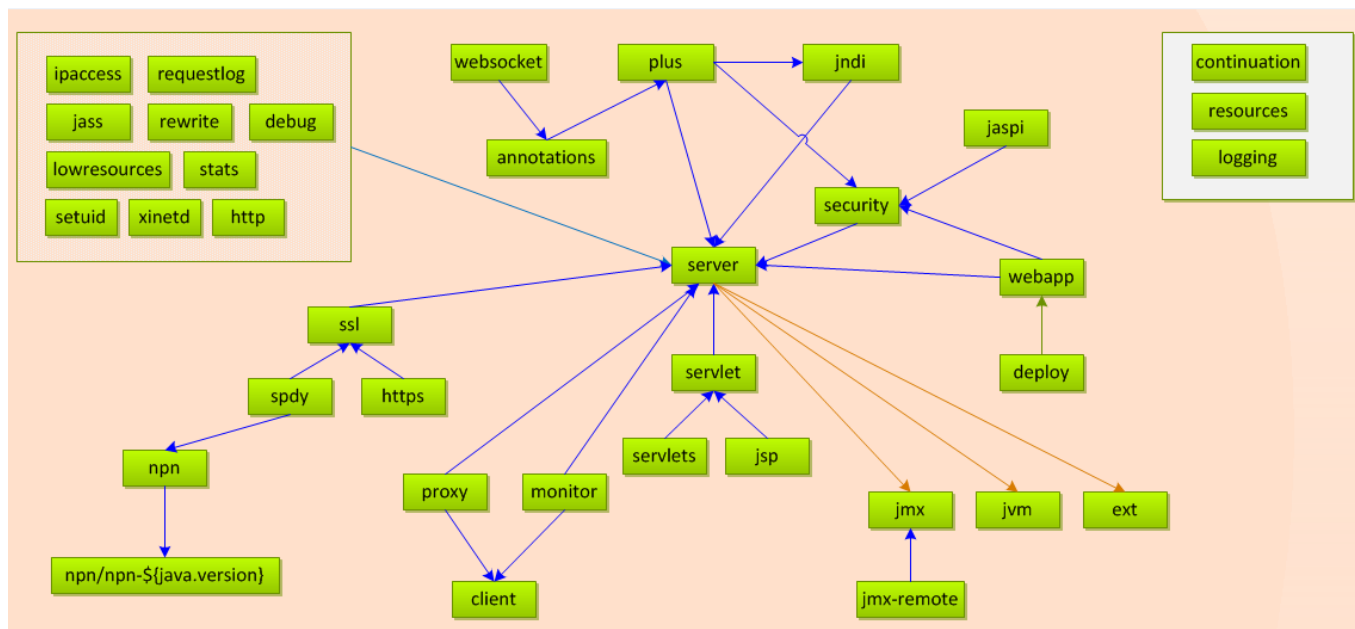 ipaccess
requestlog
jass
rewrite
debug
lowresources
stats
setuid
xinetd
http
websocket
plus
jndi
annotations
jaspi
security
continuation
resources
logging
server
webapp
ssl
servlet
deploy
spdy
https
servlets
jsp
npn
proxy
monitor
jmx
jvm
ext
npn/npn-${java.version}
client
jmx-remote